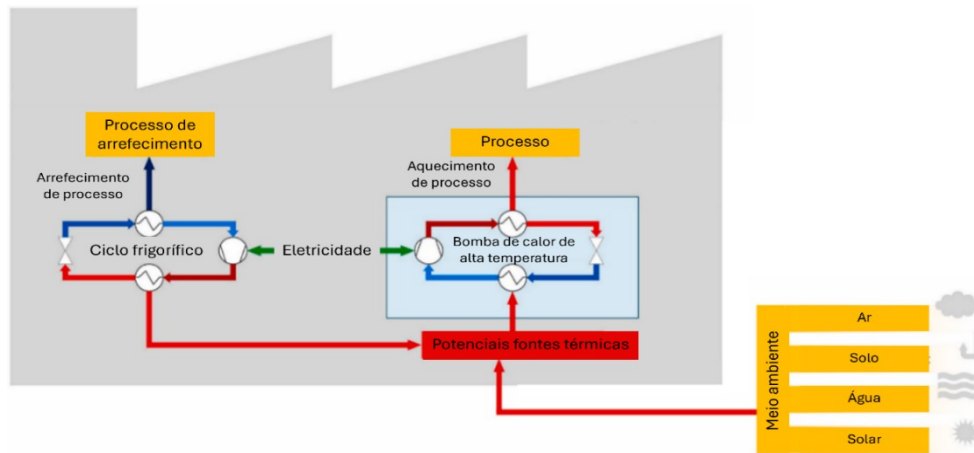 Processo de
arrefecimento
Processo
Arrefecimento
de processo
Aquecimento
de processo
Ciclo frigorífico
Eletricidade
Bomba de calor de
alta temperatura
Potenciais fontes térmicas
Meio ambiente
Ar
Solo
Água
Solar